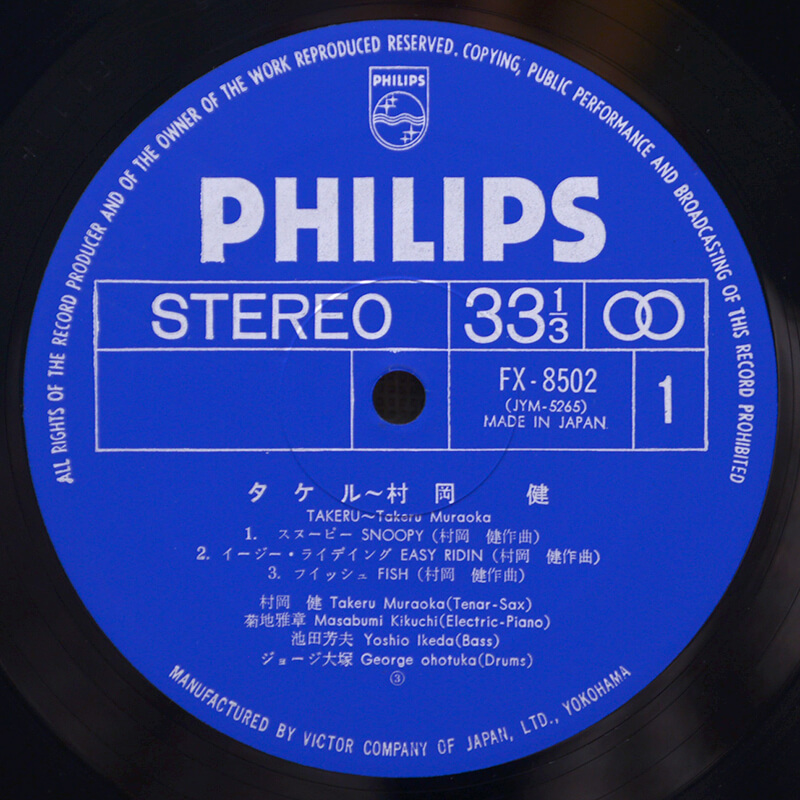 ALL RIGHTS OF THE RECORD PRODUCER AND OF THE OWNER OF THE WORK REPRODUCED RESERVED. COPYING, PUBLIC PERFORMANCE AND BROADCASTING OF THIS RECORD PROHIBITED
PHILIPS
PHILIPS
STEREO 33 1/3
FX-8502
(JYM-5265)
MADE IN JAPAN.
1
タケル〜村岡 健
TAKERU〜Takeru Muraoka
1. スヌーピー SNOOPY (村岡 健作曲)
2. イージー・ライデイング EASY RIDIN (村岡 健作曲)
3. フイッシュ FISH (村岡 健作曲)
村岡 健 Takeru Muraoka(Tenar-Sax)
菊地雅章 Masabumi Kikuchi(Electric-Piano)
池田芳夫 Yoshio Ikeda(Bass)
ジョージ大塚 George ohotuka(Drums)
③
MANUFACTURED BY VICTOR COMPANY OF JAPAN, LTD., YOKOHAMA